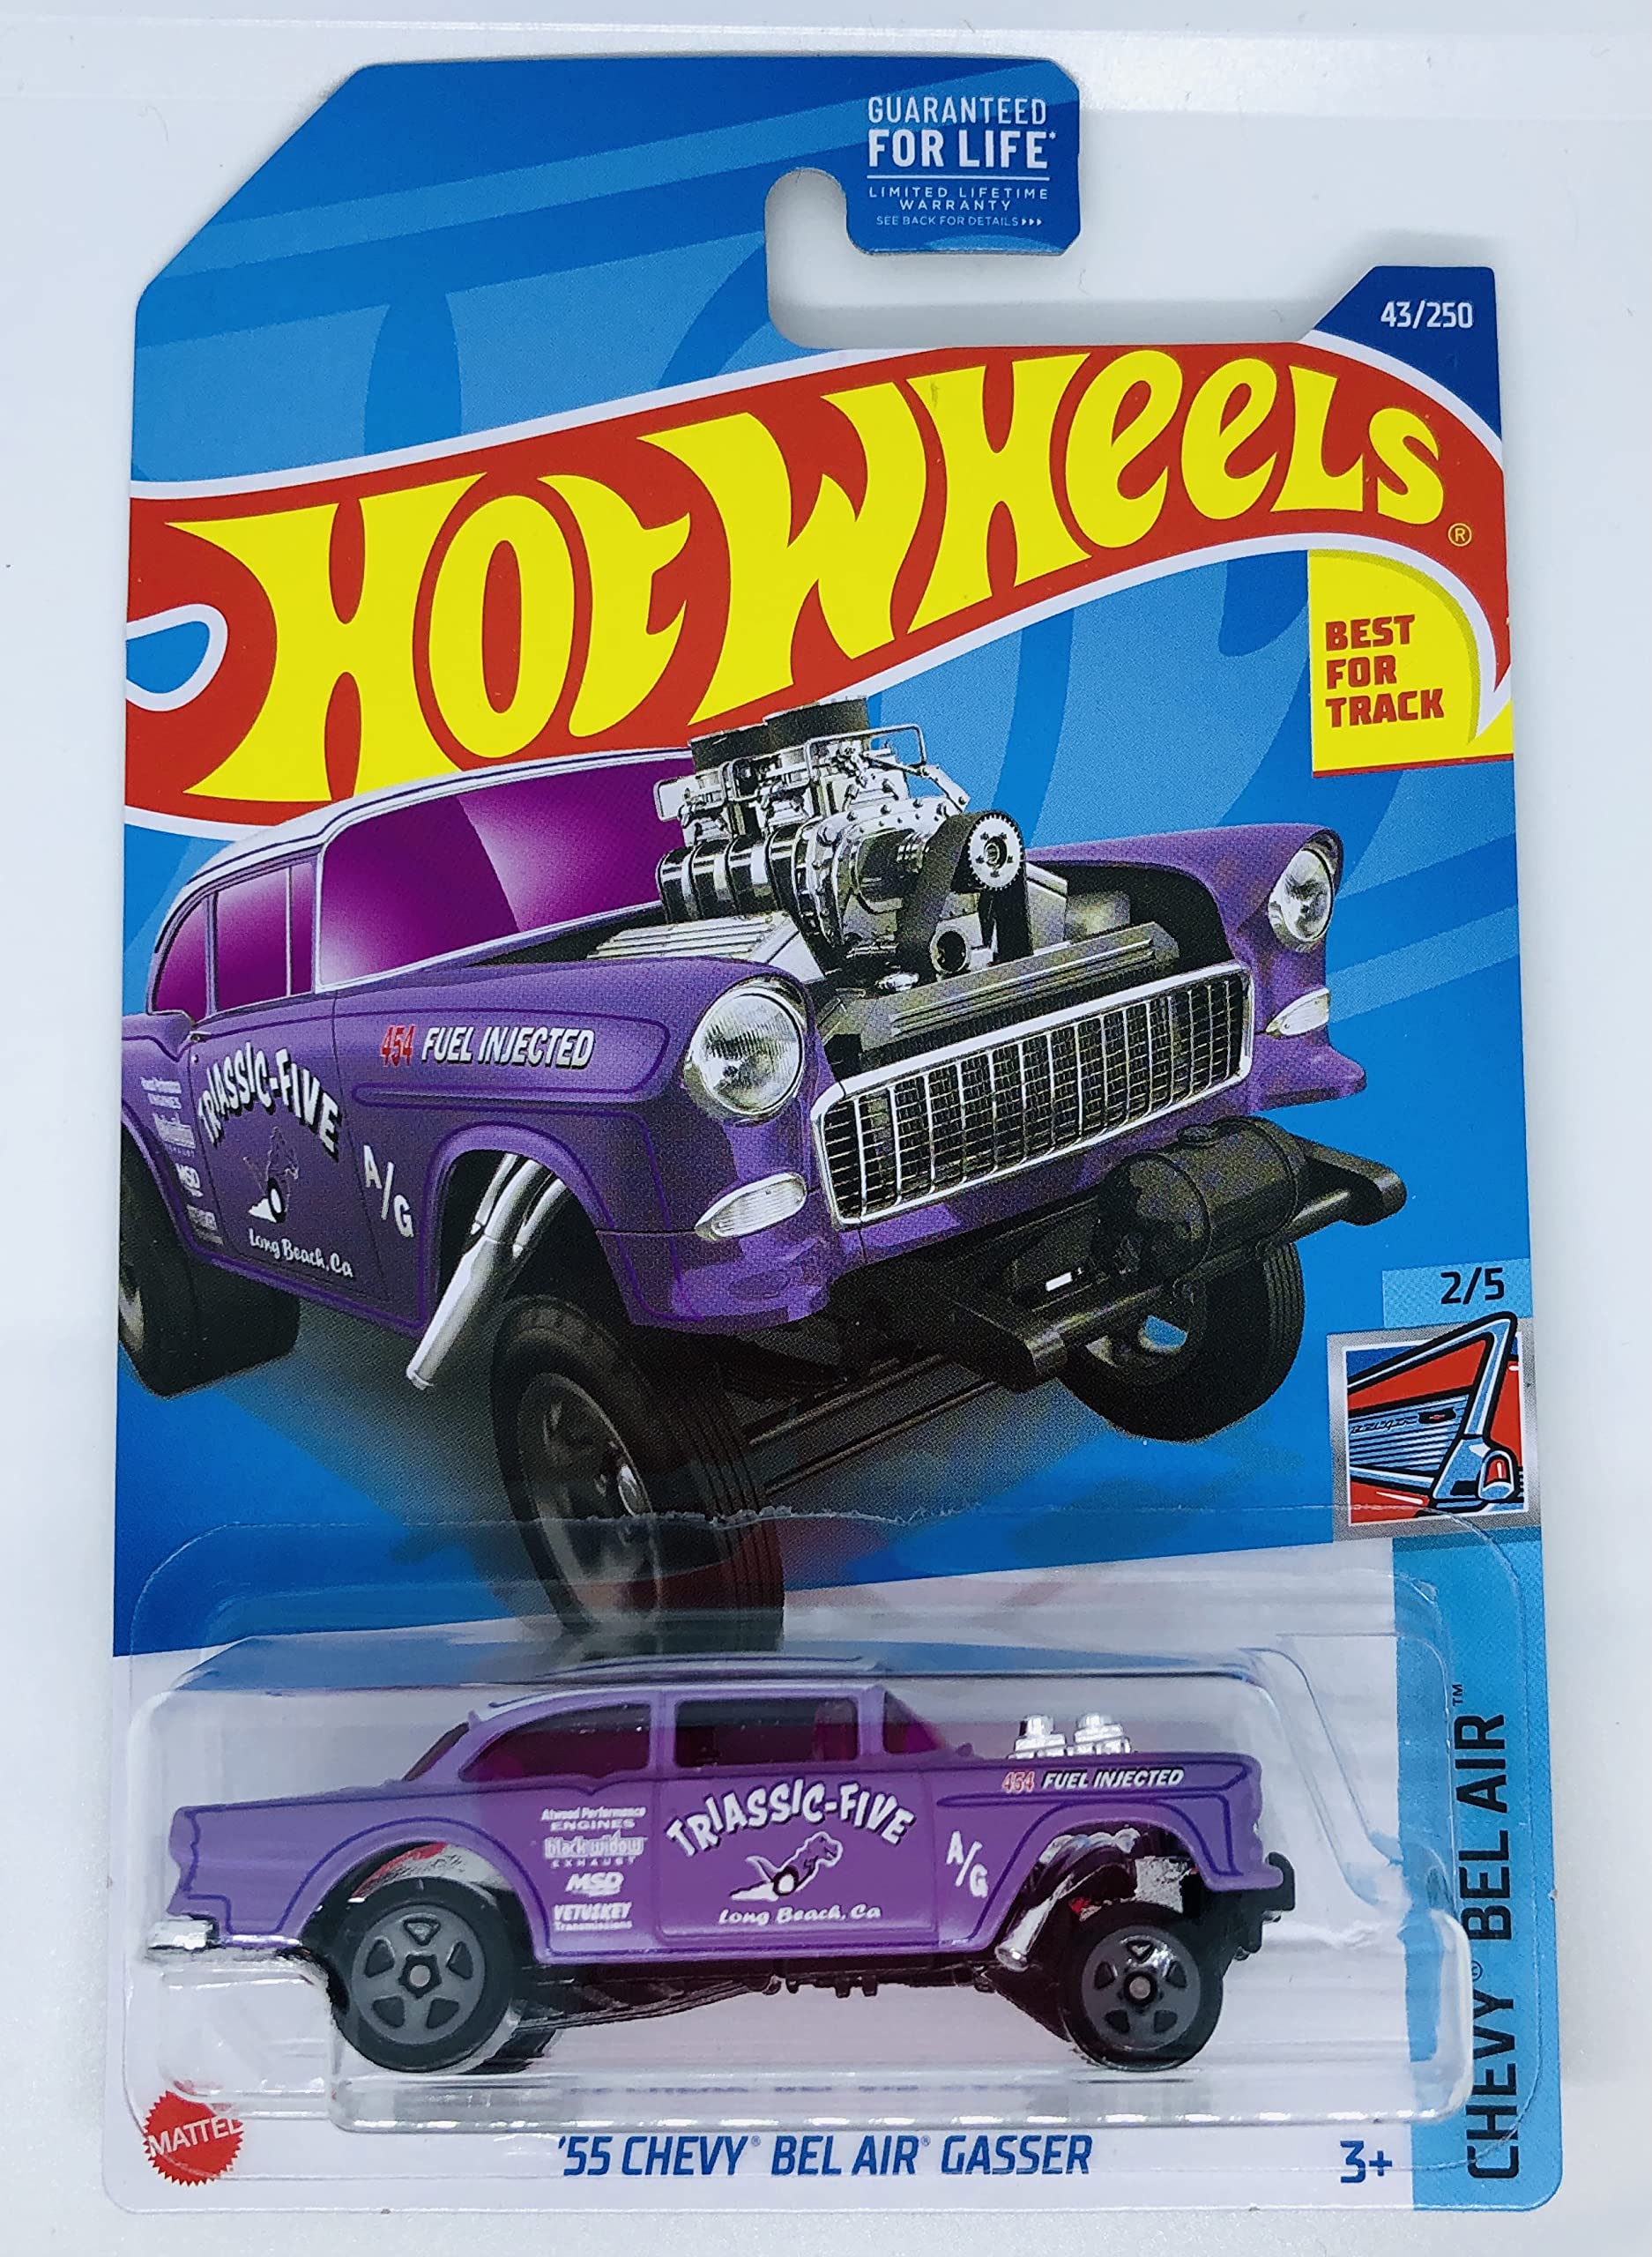 GUARANTEED
FOR LIFE*
LIMITED LIFETIME
WARRANTY
SEE BACK FOR DETAILS
43/250
HOT WHEELS®
BEST
FOR
TRACK
454 FUEL INJECTED
TRIASSIC-FIVE
A/G
MSD
Long Beach, Ca
2/5
CHEVY BEL AIR™
454 FUEL INJECTED
TRIASSIC-FIVE
A/G
Long Beach, Ca
Atwood Performance
ENGINES
blackwidow
EXHAUST
MSD
VETUSKEY
Transmissions
MATTEL
'55 CHEVY® BEL AIR® GASSER
3+